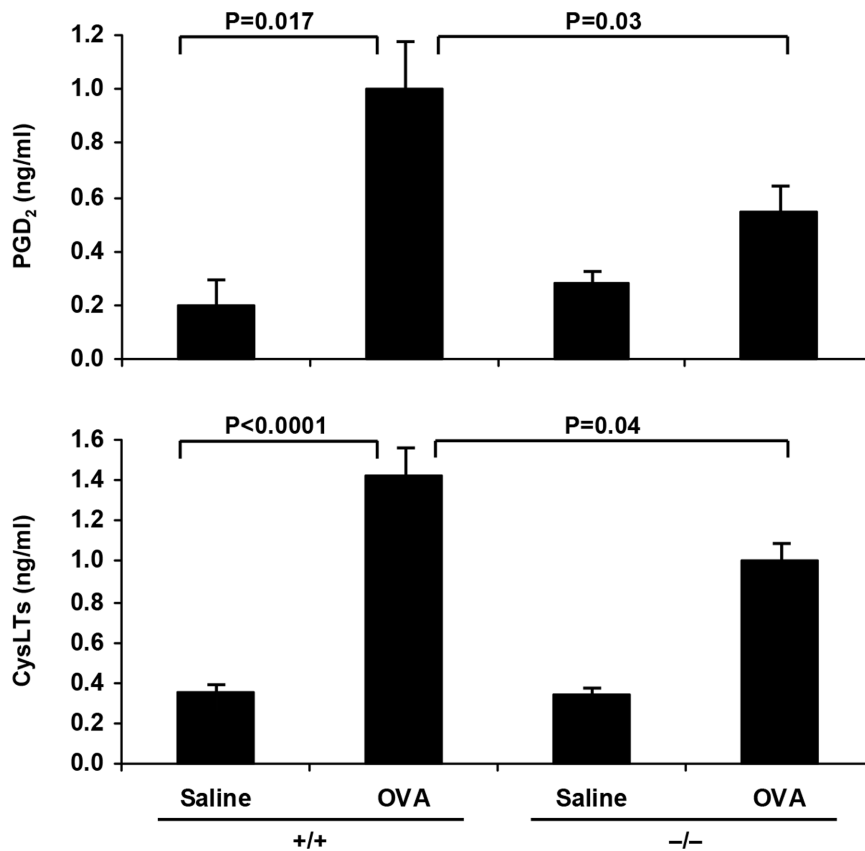 P=0.017
P=0.03
PGD₂ (ng/ml)
1.2
1.0
0.8
0.6
0.4
0.2
0.0
P<0.0001
P=0.04
CysLTs (ng/ml)
1.6
1.4
1.2
1.0
0.8
0.6
0.4
0.2
0.0
Saline OVA Saline OVA
+/+ –/–